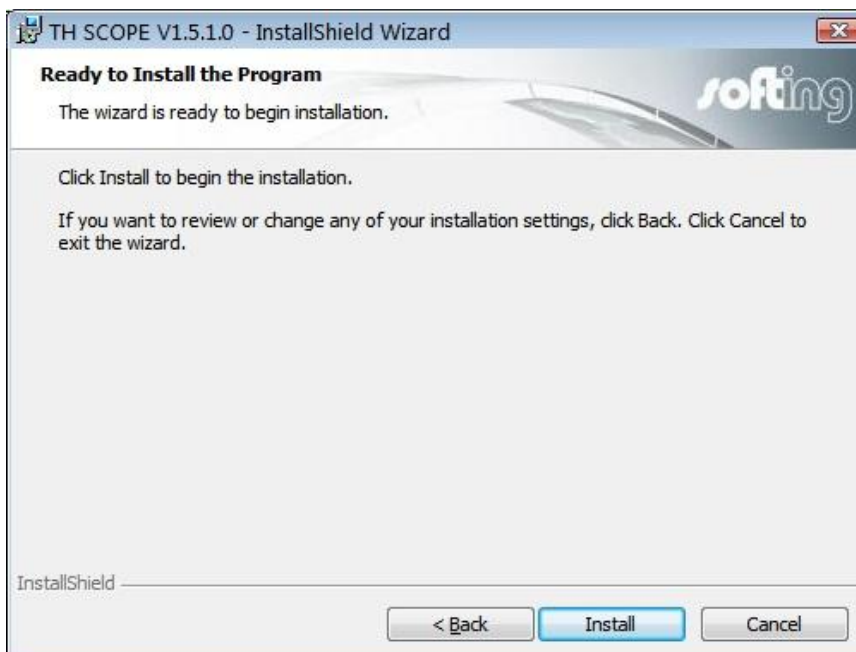 TH SCOPE V1.5.1.0 - InstallShield Wizard
Ready to Install the Program
The wizard is ready to begin installation.
softing
Click Install to begin the installation.
If you want to review or change any of your installation settings, click Back. Click Cancel to
exit the wizard.
InstallShield
< Back
Install
Cancel